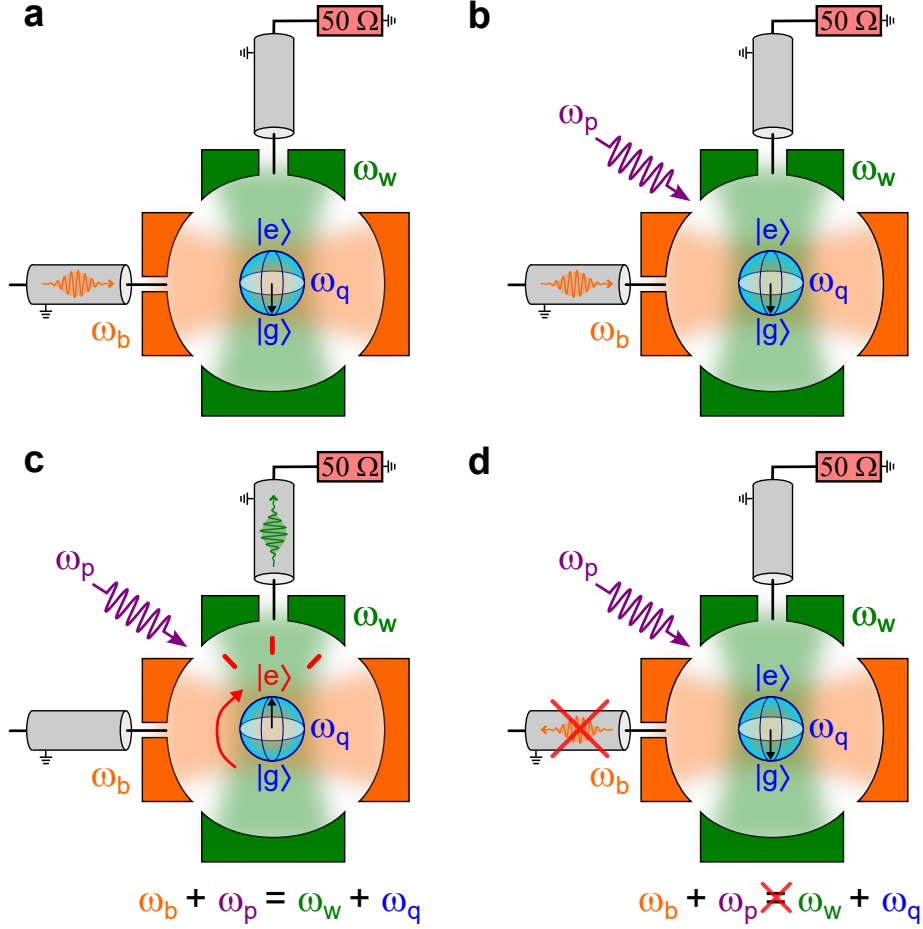 a
50 Ω
ω_w
|e⟩
ω_q
|g⟩
ω_b
b
50 Ω
ω_p
ω_w
|e⟩
ω_q
|g⟩
ω_b
c
50 Ω
ω_p
ω_w
|e⟩
ω_q
|g⟩
ω_b
ω_b + ω_p = ω_w + ω_q
d
50 Ω
ω_p
ω_w
|e⟩
ω_q
|g⟩
ω_b
ω_b + ω_p = ω_w + ω_q